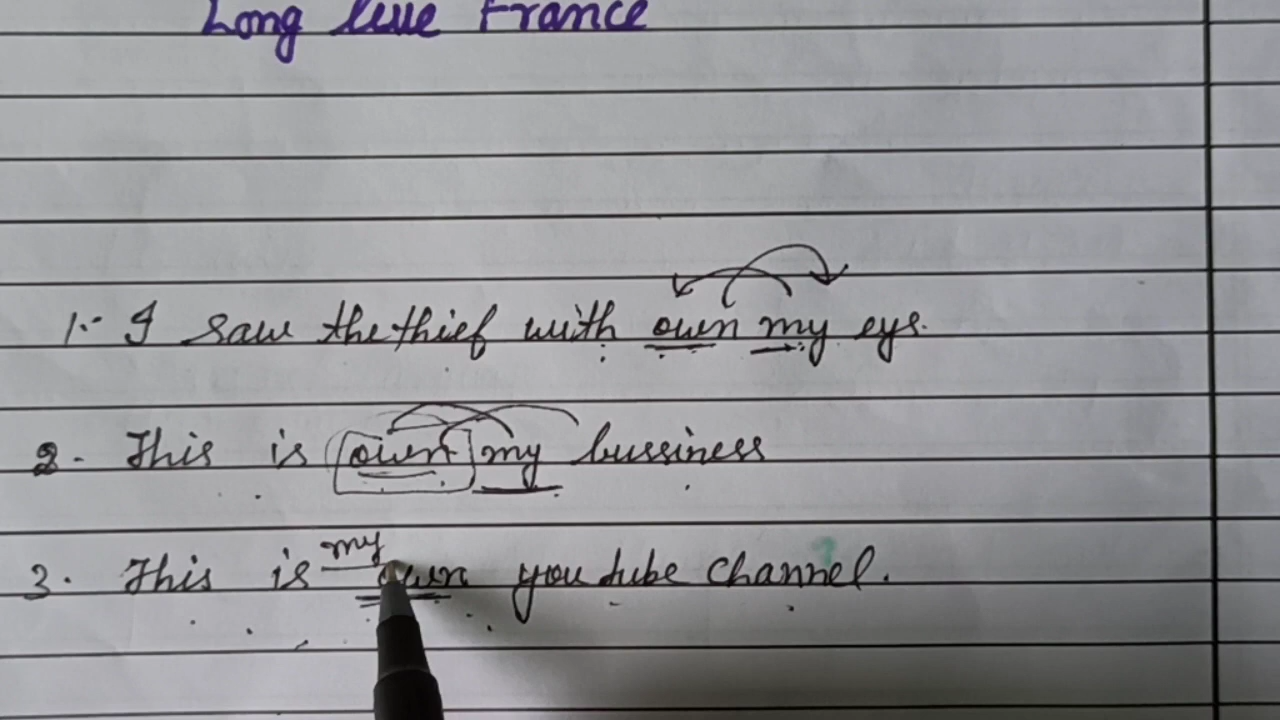 Long live France
1.- I saw the thief with own my eys.
2. This is own my bussiness
my
3. This is own you tube channel.